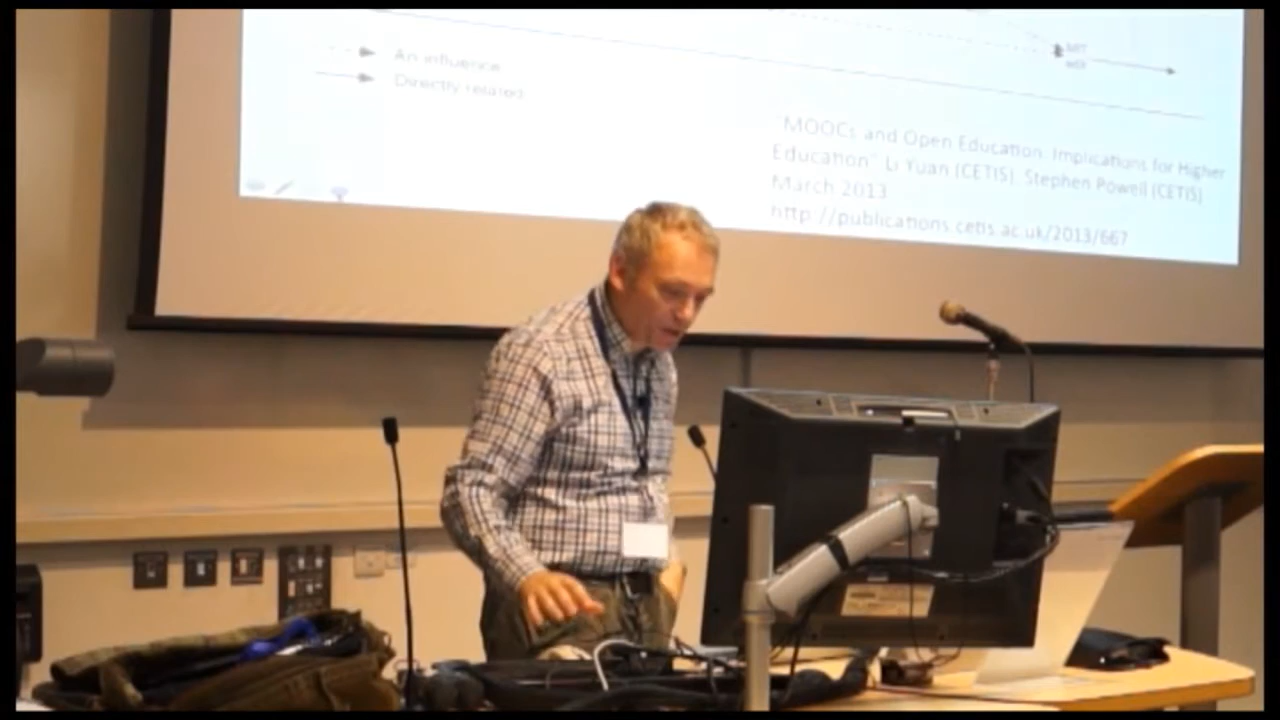 An influence
Directly related
MIT
"MOOCs and Open Education: Implications for Higher
Education" Li Yuan (CETIS), Stephen Powell (CETIS)
March 2013
http://publications.cetis.ac.uk/2013/667